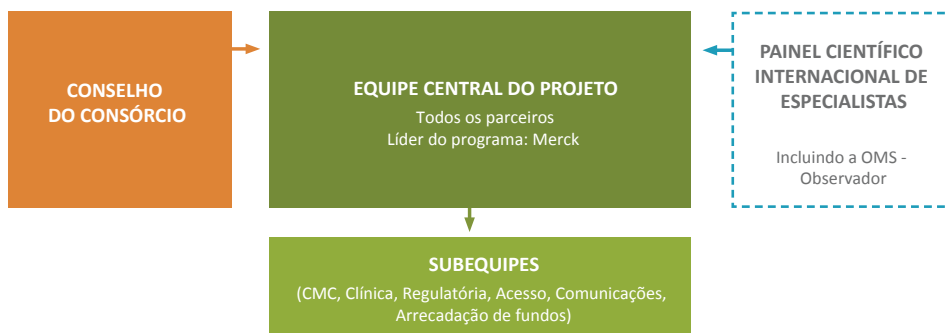 CONSELHO
DO CONSÓRCIO
EQUIPE CENTRAL DO PROJETO
Todos os parceiros
Líder do programa: Merck
PAINEL CIENTÍFICO
INTERNACIONAL DE
ESPECIALISTAS
Incluindo a OMS -
Observador
SUBEQUIPES
(CMC, Clínica, Regulatória, Acesso, Comunicações,
Arrecadação de fundos)